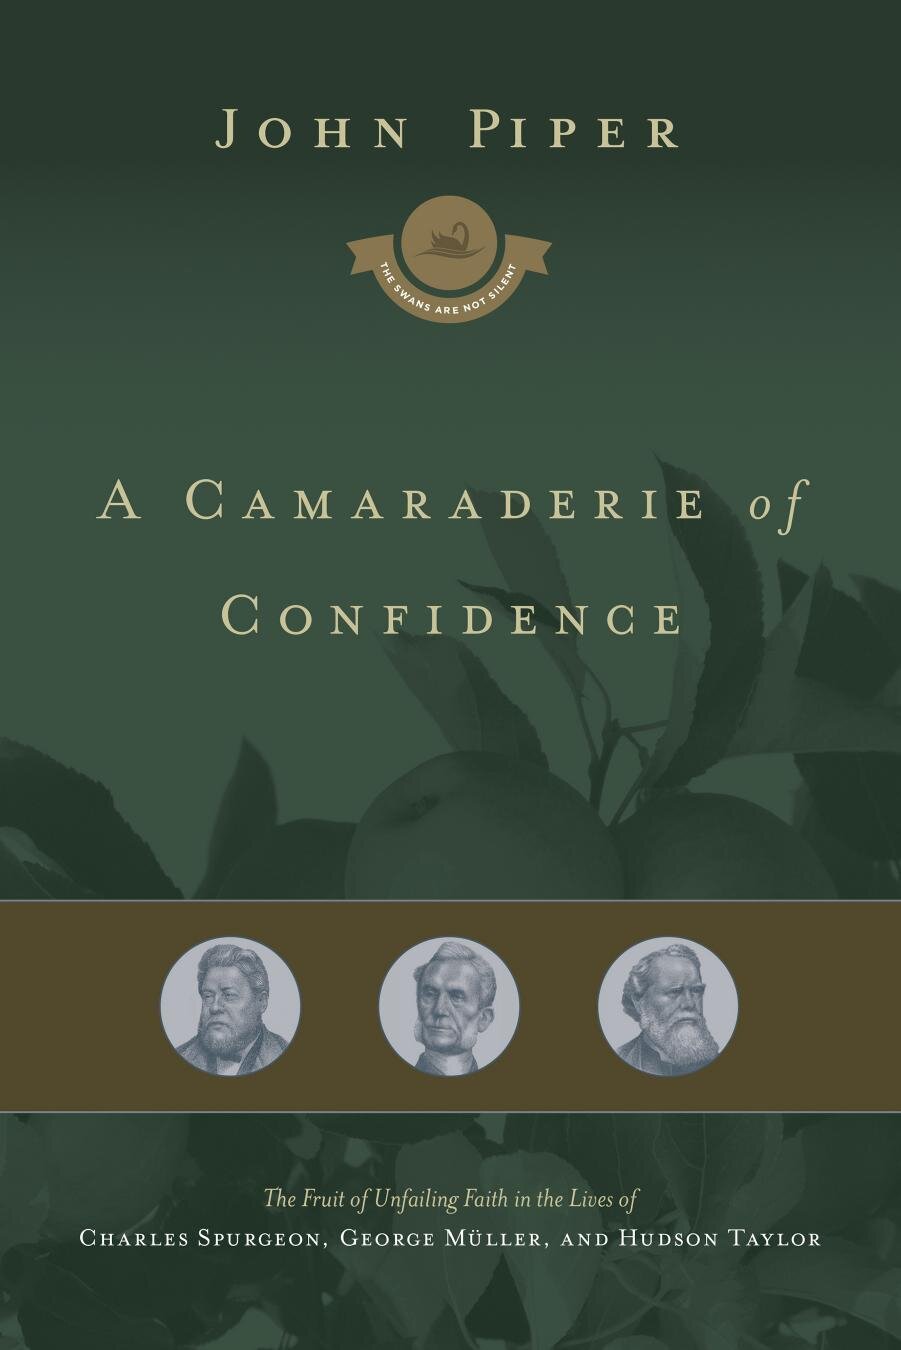 John Piper
THE SWANS ARE NOT SILENT
A Camaraderie of
Confidence
The Fruit of Unfailing Faith in the Lives of
Charles Spurgeon, George Müller, and Hudson Taylor